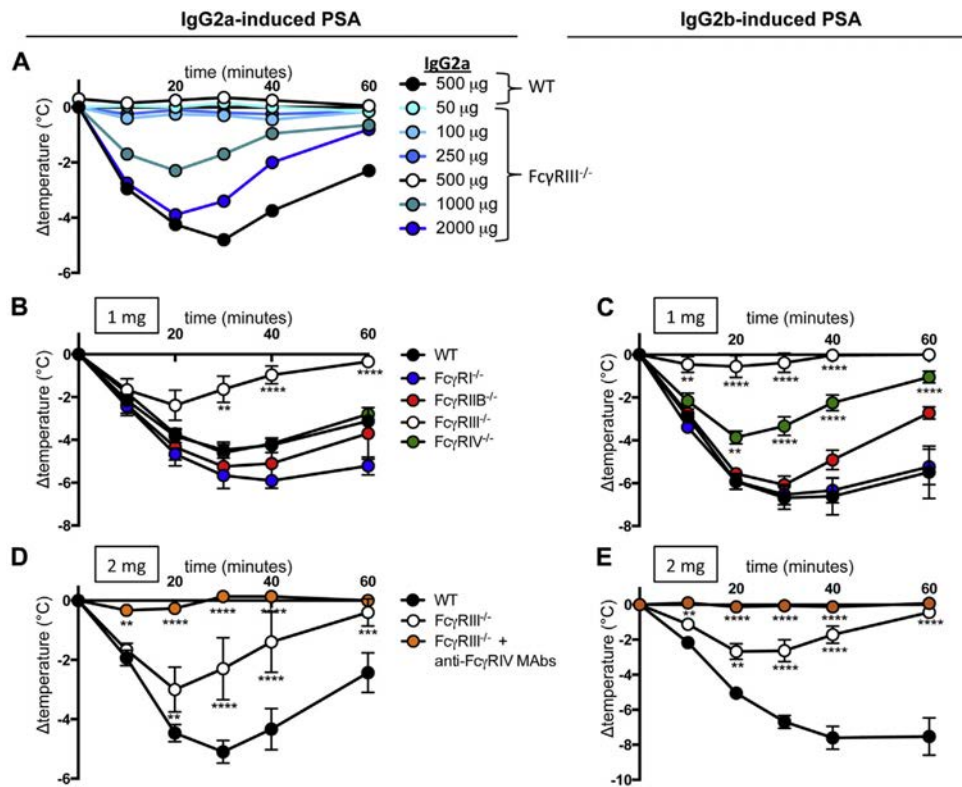 IgG2a-induced PSA
IgG2b-induced PSA
A
time (minutes)
20 40 60
Δtemperature (°C)
0
-2
-4
-6
IgG2a
500 µg
50 µg
100 µg
250 µg
500 µg
1000 µg
2000 µg
WT
FcγRIII-/-
B
1 mg
time (minutes)
20 40 60
Δtemperature (°C)
0
-2
-4
-6
-8
** **** ****
WT
FcγRI-/-
FcγRIIB-/-
FcγRIII-/-
FcγRIV-/-
C
1 mg
time (minutes)
20 40 60
Δtemperature (°C)
0
-2
-4
-6
-8
** **** **** **** ****
** **** **** ****
D
2 mg
time (minutes)
20 40 60
Δtemperature (°C)
0
-2
-4
-6
** **** **** **** ***
** **** ****
WT
FcγRIII-/-
FcγRIII-/- +
anti-FcγRIV MAbs
E
2 mg
time (minutes)
20 40 60
Δtemperature (°C)
0
-2
-4
-6
-8
-10
** **** **** **** ****
** **** ****